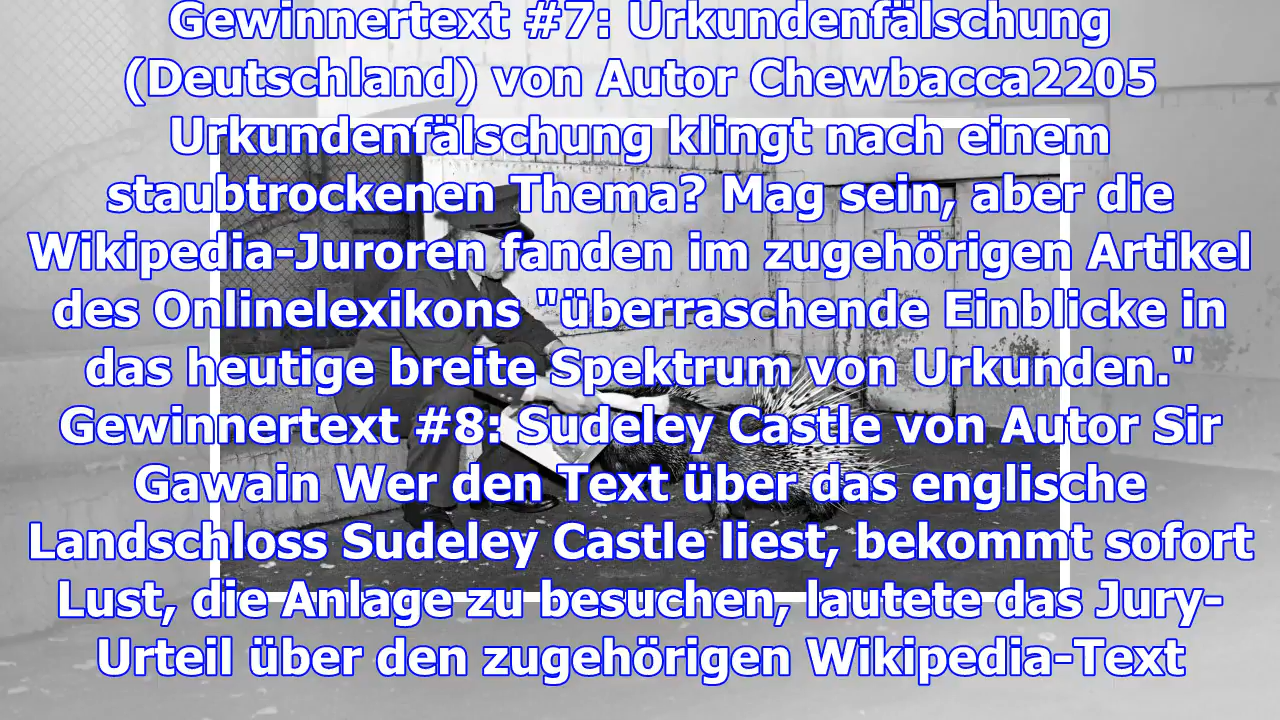 Gewinnertext #7: Urkundenfälschung
(Deutschland) von Autor Chewbacca2205
Urkundenfälschung klingt nach einem
staubtrockenen Thema? Mag sein, aber die
Wikipedia-Juroren fanden im zugehörigen Artikel
des Onlinelexikons "überraschende Einblicke in
das heutige breite Spektrum von Urkunden."
Gewinnertext #8: Sudeley Castle von Autor Sir
Gawain Wer den Text über das englische
Landschloss Sudeley Castle liest, bekommt sofort
Lust, die Anlage zu besuchen, lautete das Jury-
Urteil über den zugehörigen Wikipedia-Text